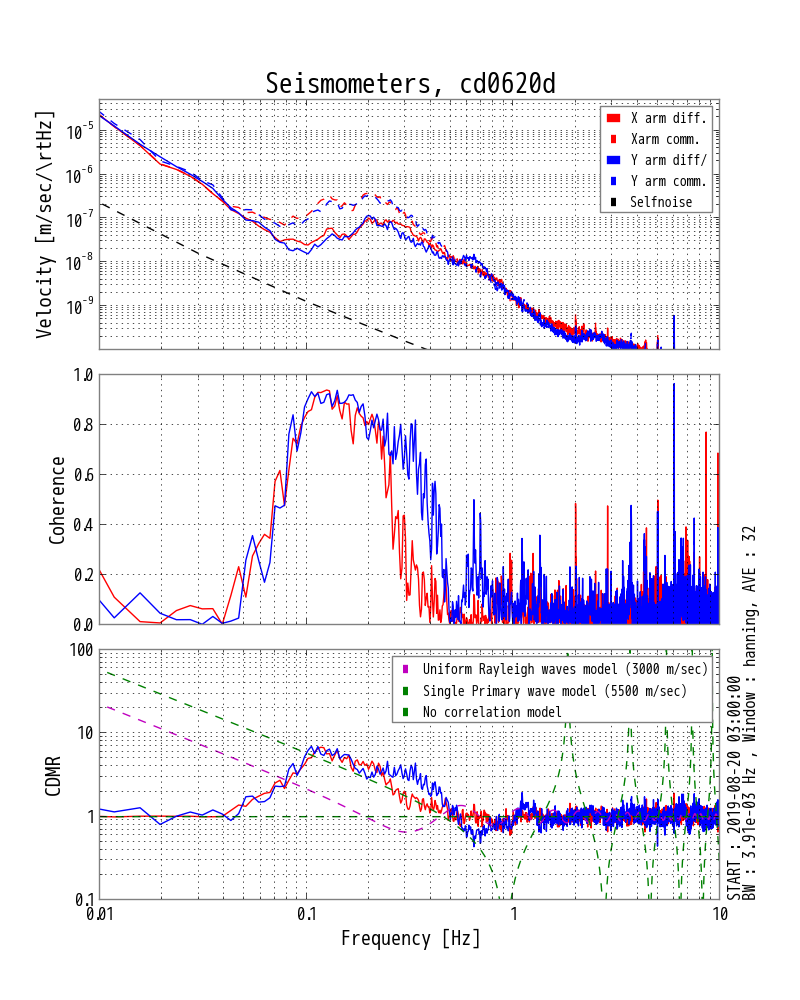 Seismometers, cd0620d
Velocity [m/sec/\rtHz]
10^-5
10^-6
10^-7
10^-8
10^-9
X arm diff.
Xarm comm.
Y arm diff/
Y arm comm.
Selfnoise
Coherence
1.0
0.8
0.6
0.4
0.2
0.0
CDMR
100
10
1
0.1
Uniform Rayleigh waves model (3000 m/sec)
Single Primary wave model (5500 m/sec)
No correlation model
0.01
0.1
1
10
Frequency [Hz]
START : 2019-08-20 03:00:00
BW : 3.91e-03 Hz , Window : hanning, AVE : 32